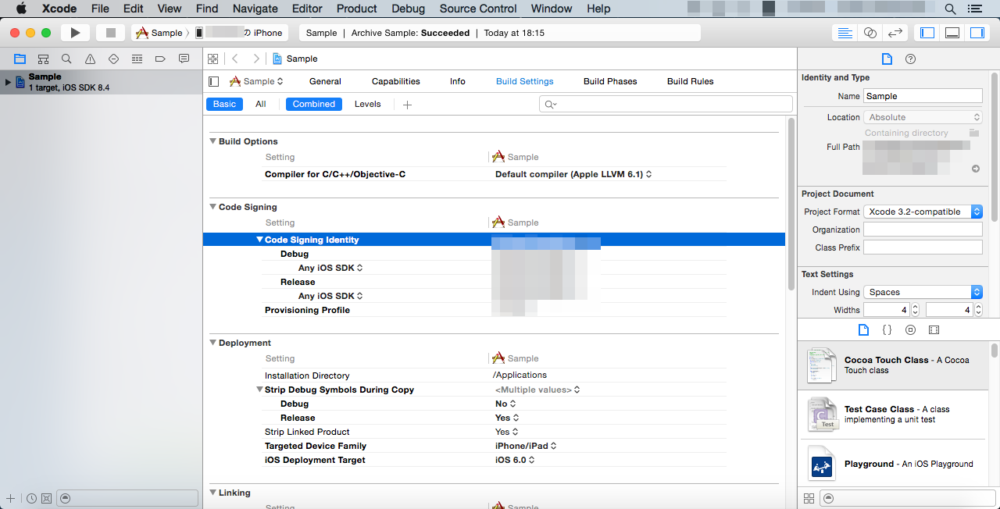 Xcode File Edit View Find Navigate Editor Product Debug Source Control Window Help
Sample 〉 の iPhone
Sample | Archive Sample: Succeeded | Today at 18:15
Sample
Sample
1 target, iOS SDK 8.4
Sample General Capabilities Info Build Settings Build Phases Build Rules
Basic All Combined Levels +
Build Options
Setting Sample
Compiler for C/C++/Objective-C Default compiler (Apple LLVM 6.1)
Code Signing
Setting Sample
Code Signing Identity
Debug
Any iOS SDK
Release
Any iOS SDK
Provisioning Profile
Deployment
Setting Sample
Installation Directory /Applications
Strip Debug Symbols During Copy <Multiple values>
Debug No
Release Yes
Strip Linked Product Yes
Targeted Device Family iPhone/iPad
iOS Deployment Target iOS 6.0
Linking
Setting Sample
Identity and Type
Name Sample
Location Absolute
Containing directory
Full Path
Project Document
Project Format Xcode 3.2-compatible
Organization
Class Prefix
Text Settings
Indent Using Spaces
Widths 4 4
{}
Cocoa Touch Class - A Cocoa
Touch class
Test
Test Case Class - A class
implementing a unit test
Playground - An iOS Playground